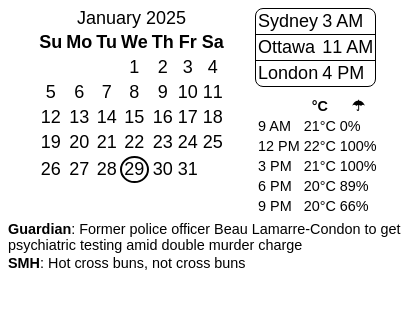 January 2025
Su Mo Tu We Th Fr Sa
1 2 3 4
5 6 7 8 9 10 11
12 13 14 15 16 17 18
19 20 21 22 23 24 25
26 27 28 29 30 31
Sydney 3 AM
Ottawa 11 AM
London 4 PM
°C ☂
9 AM 21°C 0%
12 PM 22°C 100%
3 PM 21°C 100%
6 PM 20°C 89%
9 PM 20°C 66%
Guardian: Former police officer Beau Lamarre-Condon to get
psychiatric testing amid double murder charge
SMH: Hot cross buns, not cross buns